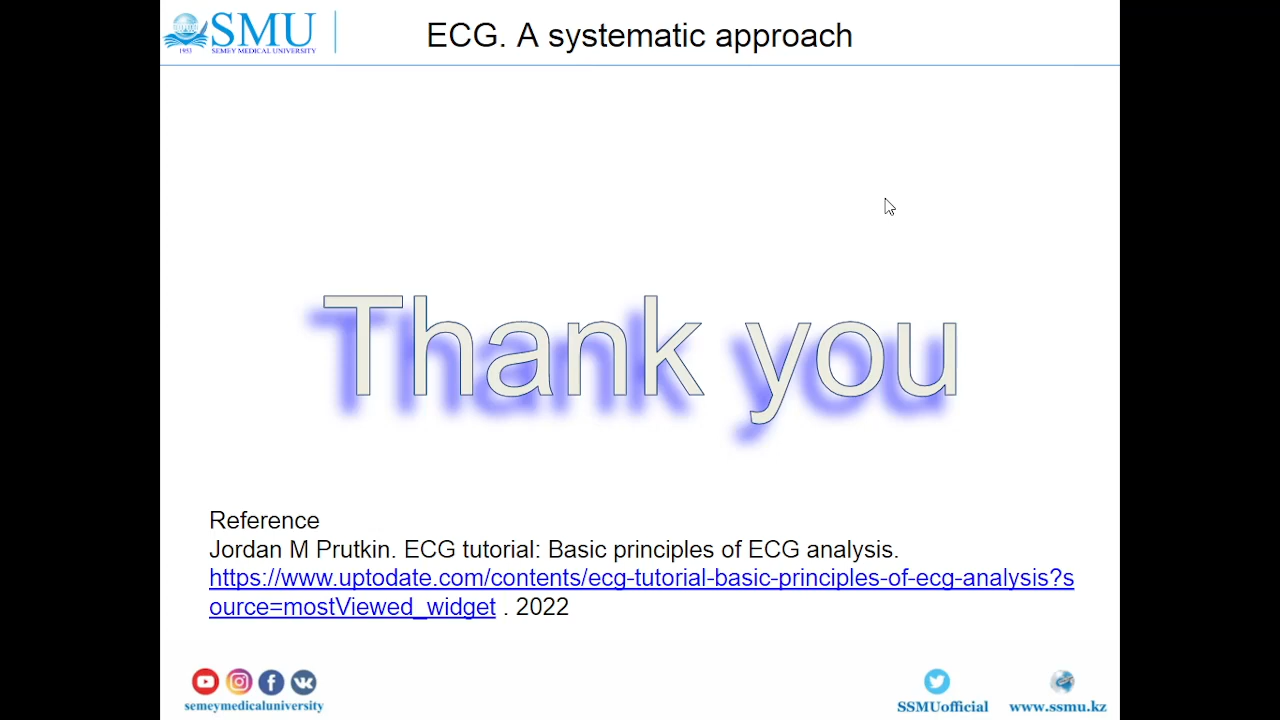 SMU
1953 SEMEY MEDICAL UNIVERSITY
ECG. A systematic approach
Thank you
Reference
Jordan M Prutkin. ECG tutorial: Basic principles of ECG analysis.
https://www.uptodate.com/contents/ecg-tutorial-basic-principles-of-ecg-analysis?s
ource=mostViewed_widget . 2022
semeymedicaluniversity
SSMUofficial
www.ssmu.kz